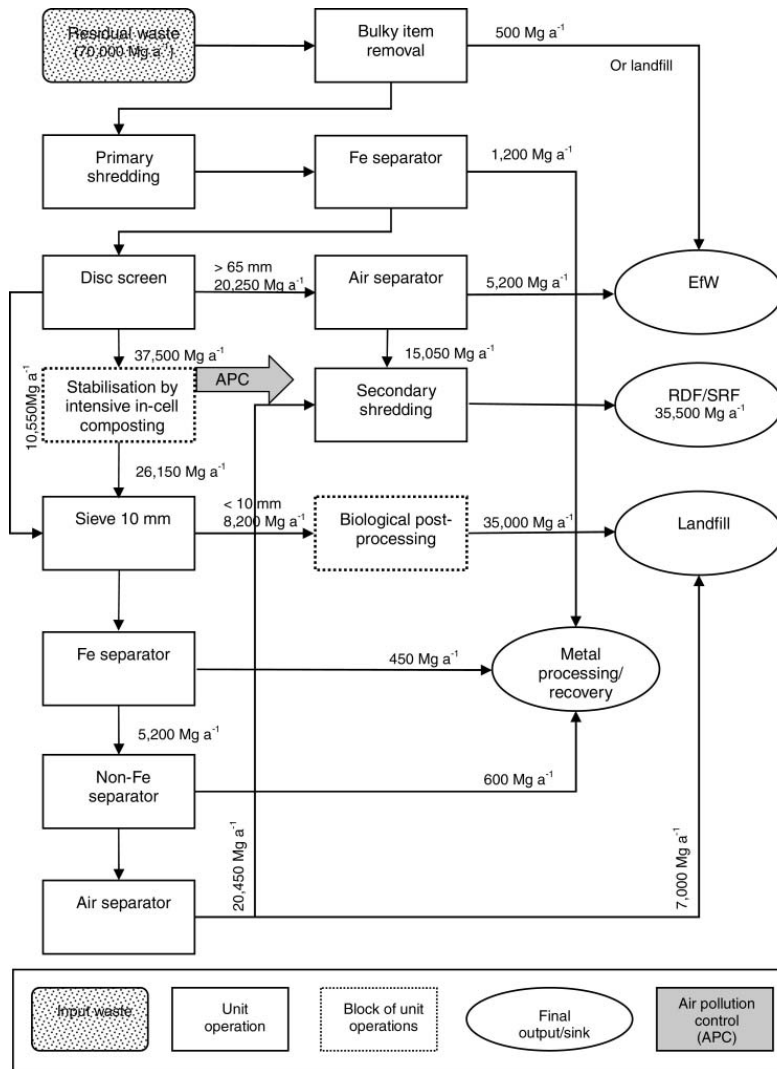 Residual waste
(70,000 Mg a⁻¹)
Bulky item
removal
500 Mg a⁻¹
Or landfill
Primary
shredding
Fe separator
1,200 Mg a⁻¹
Disc screen
> 65 mm
20,250 Mg a⁻¹
Air separator
5,200 Mg a⁻¹
EfW
37,500 Mg a⁻¹
15,050 Mg a⁻¹
10,550Mg a⁻¹
Stabilisation by
intensive in-cell
composting
APC
Secondary
shredding
RDF/SRF
35,500 Mg a⁻¹
26,150 Mg a⁻¹
Sieve 10 mm
< 10 mm
8,200 Mg a⁻¹
Biological post-
processing
35,000 Mg a⁻¹
Landfill
Fe separator
450 Mg a⁻¹
Metal
processing/
recovery
5,200 Mg a⁻¹
Non-Fe
separator
600 Mg a⁻¹
Air separator
20,450 Mg a⁻¹
7,000 Mg a⁻¹
Input waste
Unit
operation
Block of unit
operations
Final
output/sink
Air pollution
control
(APC)